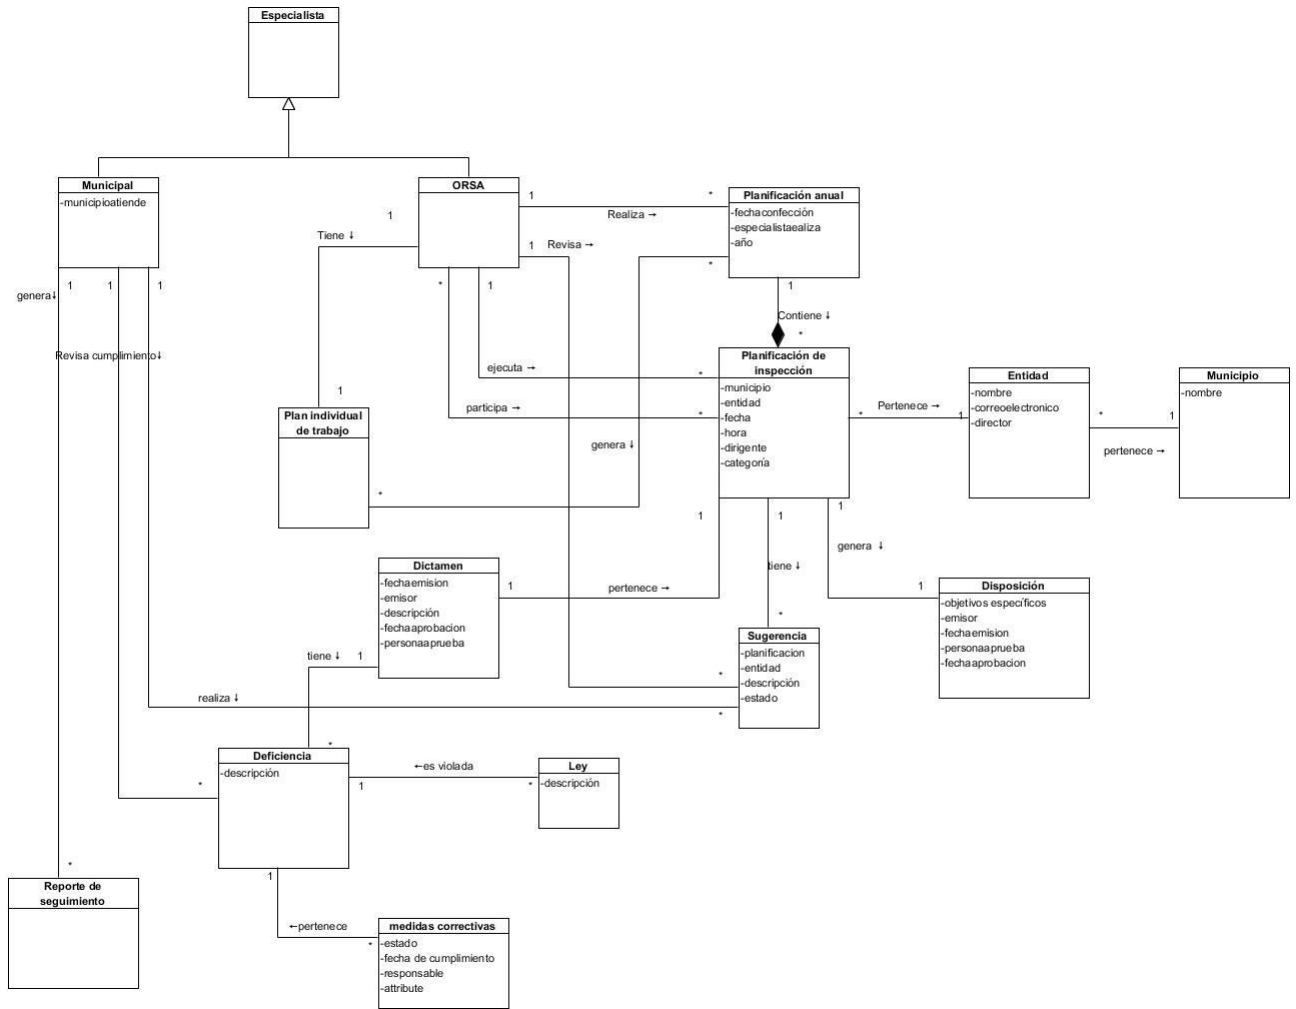 Especialista
Municipal
-municipioatiende
ORSA
1
*
Realiza →
Planificación anual
-fechaconfección
-especialistaealiza
-año
1
Tiene ↓
1
Revisa →
*
genera↓
1
1
1
*
1
1
Contiene ↓
*
Revisa cumplimiento↓
Planificación de
inspección
-municipio
-entidad
-fecha
-hora
-dirigente
-categoría
ejecuta →
*
participa →
*
1
Plan individual
de trabajo
*
genera ↓
*
Pertenece →
1
Entidad
-nombre
-correoelectronico
-director
*
1
pertenece →
Municipio
-nombre
1
1
1
tiene ↓
genera ↓
Dictamen
-fechaemision
-emisor
-descripción
-fechaaprobacion
-personaaprueba
1
pertenece →
*
1
Disposición
-objetivos específicos
-emisor
-fechaemision
-personaaprueba
-fechaaprobacion
Sugerencia
-planificacion
-entidad
-descripción
-estado
tiene ↓
1
*
realiza ↓
*
*
Deficiencia
-descripción
*
←es violada
1
*
Ley
-descripción
*
Reporte de
seguimiento
1
←pertenece
*
medidas correctivas
-estado
-fecha de cumplimiento
-responsable
-attribute